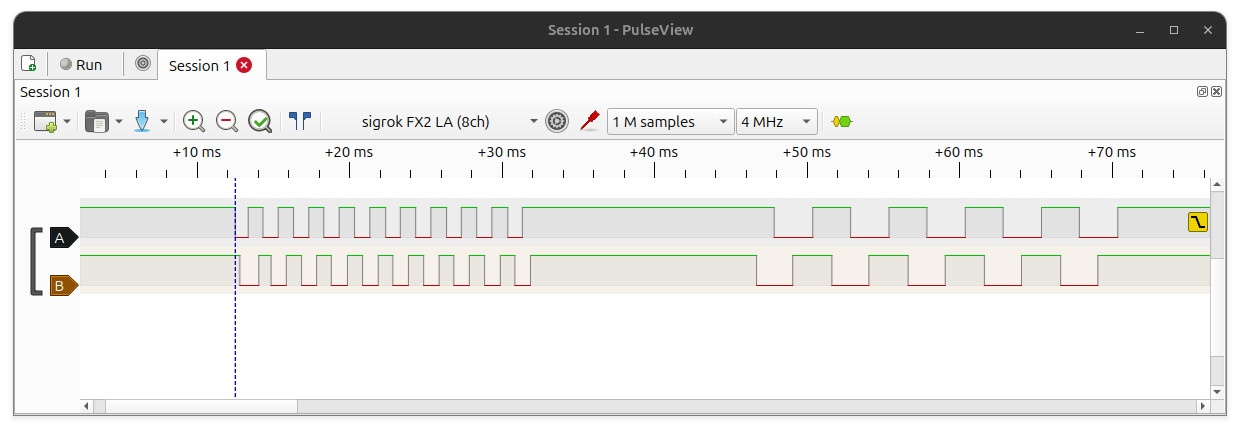 Session 1 - PulseView
Run
Session 1
Session 1
sigrok FX2 LA (8ch)
1 M samples
4 MHz
+10 ms +20 ms +30 ms +40 ms +50 ms +60 ms +70 ms
A
B